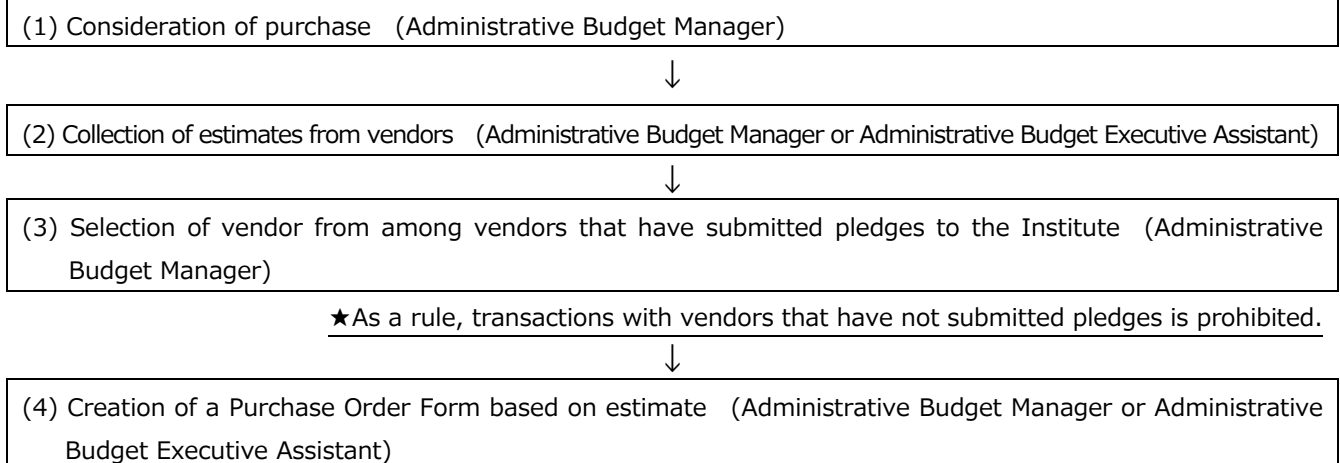 (1) Consideration of purchase (Administrative Budget Manager)
↓
(2) Collection of estimates from vendors (Administrative Budget Manager or Administrative Budget Executive Assistant)
↓
(3) Selection of vendor from among vendors that have submitted pledges to the Institute (Administrative
Budget Manager)
★As a rule, transactions with vendors that have not submitted pledges is prohibited.
↓
(4) Creation of a Purchase Order Form based on estimate (Administrative Budget Manager or Administrative
Budget Executive Assistant)